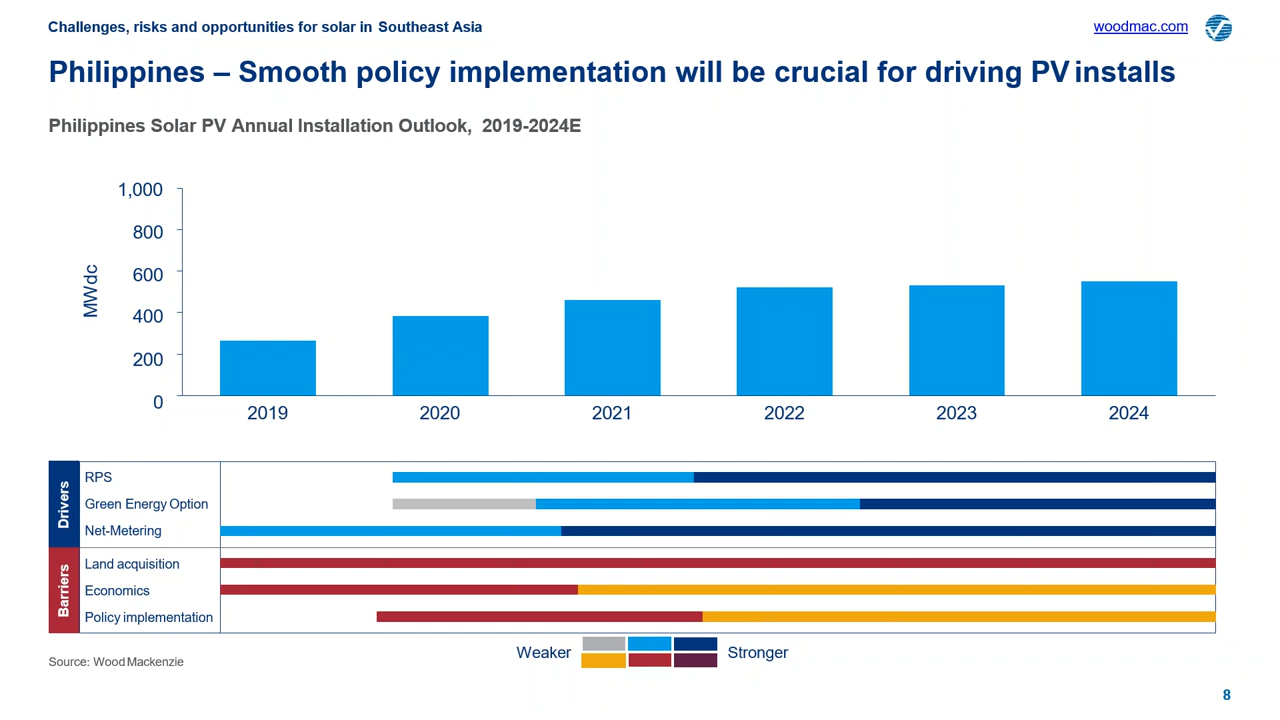 Challenges, risks and opportunities for solar in Southeast Asia
woodmac.com
Philippines – Smooth policy implementation will be crucial for driving PV installs
Philippines Solar PV Annual Installation Outlook, 2019-2024E
MWdc
1,000
800
600
400
200
0
2019 2020 2021 2022 2023 2024
Drivers
RPS
Green Energy Option
Net-Metering
Barriers
Land acquisition
Economics
Policy implementation
Weaker Stronger
Source: Wood Mackenzie
8